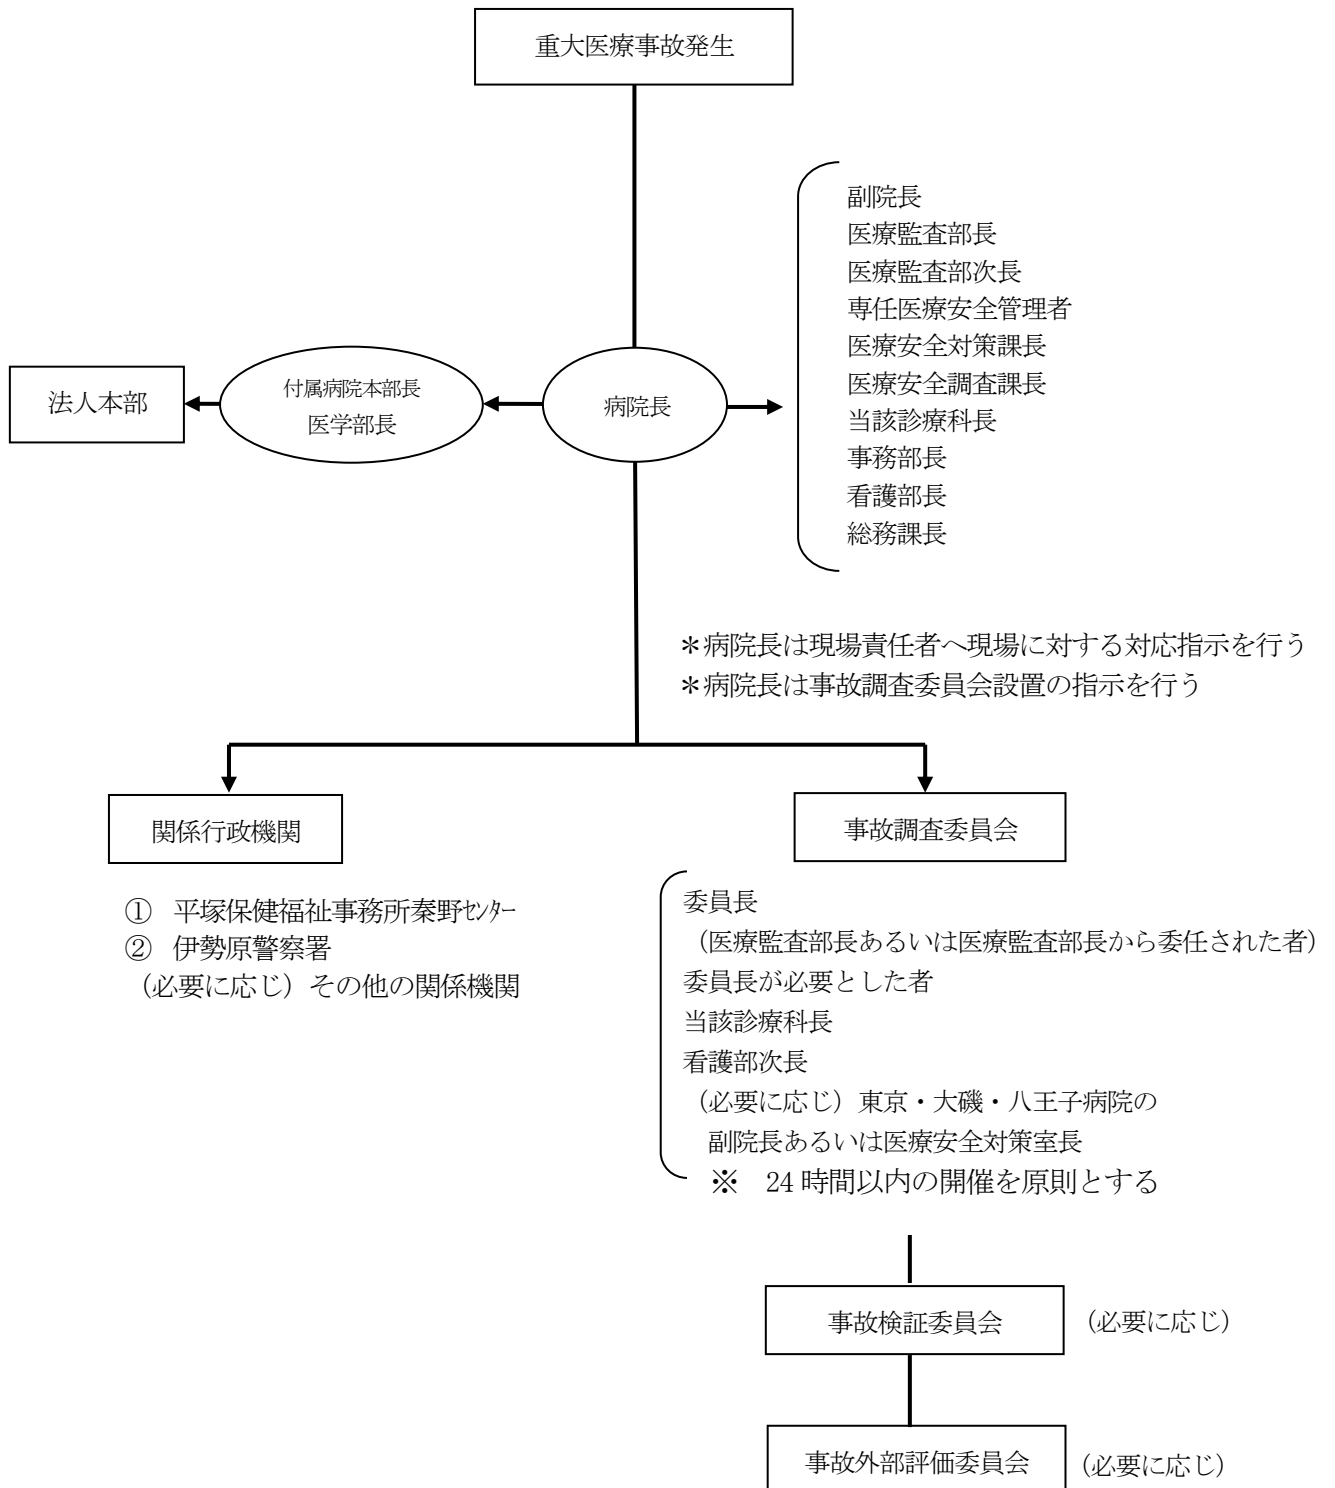 重大医療事故発生
副院長
医療監査部長
医療監査部次長
専任医療安全管理者
医療安全対策課長
医療安全調査課長
当該診療科長
事務部長
看護部長
総務課長
法人本部
付属病院本部長
医学部長
病院長
＊病院長は現場責任者へ現場に対する対応指示を行う
＊病院長は事故調査委員会設置の指示を行う
関係行政機関
① 平塚保健福祉事務所秦野ｾﾝﾀｰ
② 伊勢原警察署
（必要に応じ）その他の関係機関
事故調査委員会
委員長
（医療監査部長あるいは医療監査部長から委任された者）
委員長が必要とした者
当該診療科長
看護部次長
（必要に応じ）東京・大磯・八王子病院の
副院長あるいは医療安全対策室長
※ 24時間以内の開催を原則とする
事故検証委員会 （必要に応じ）
事故外部評価委員会 （必要に応じ）